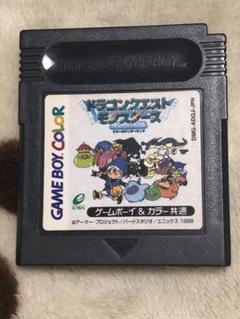 Nintendo GAME BOY
GAME BOY COLOR
ドラゴンクエスト
モンスターズ
DMG-ADQJ-JPN
ENIX
ゲームボーイ & カラー 共通
©アーマー プロジェクト/バードスタジオ/エニックス 1998